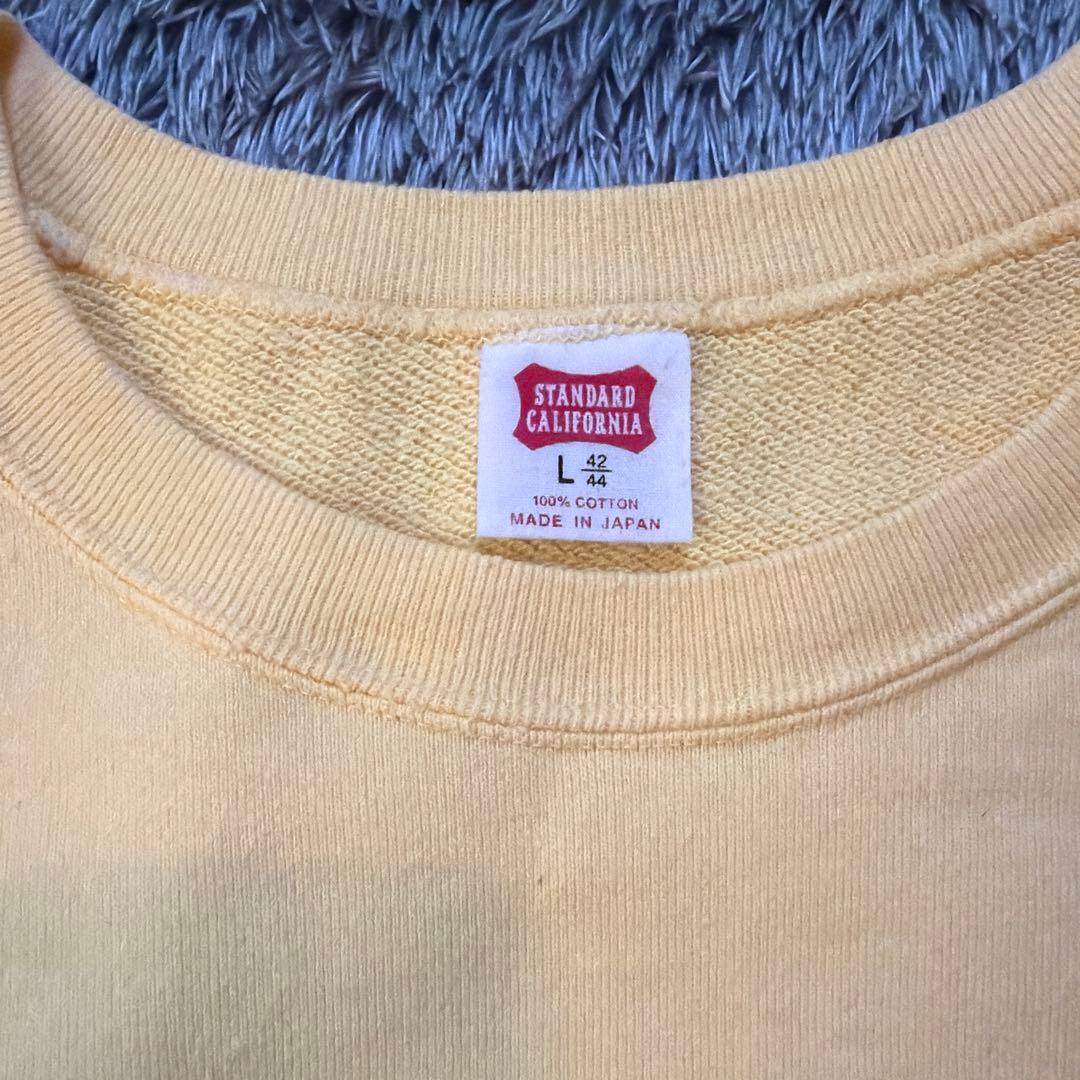 STANDARD
CALIFORNIA
L 42/44
100% COTTON
MADE IN JAPAN